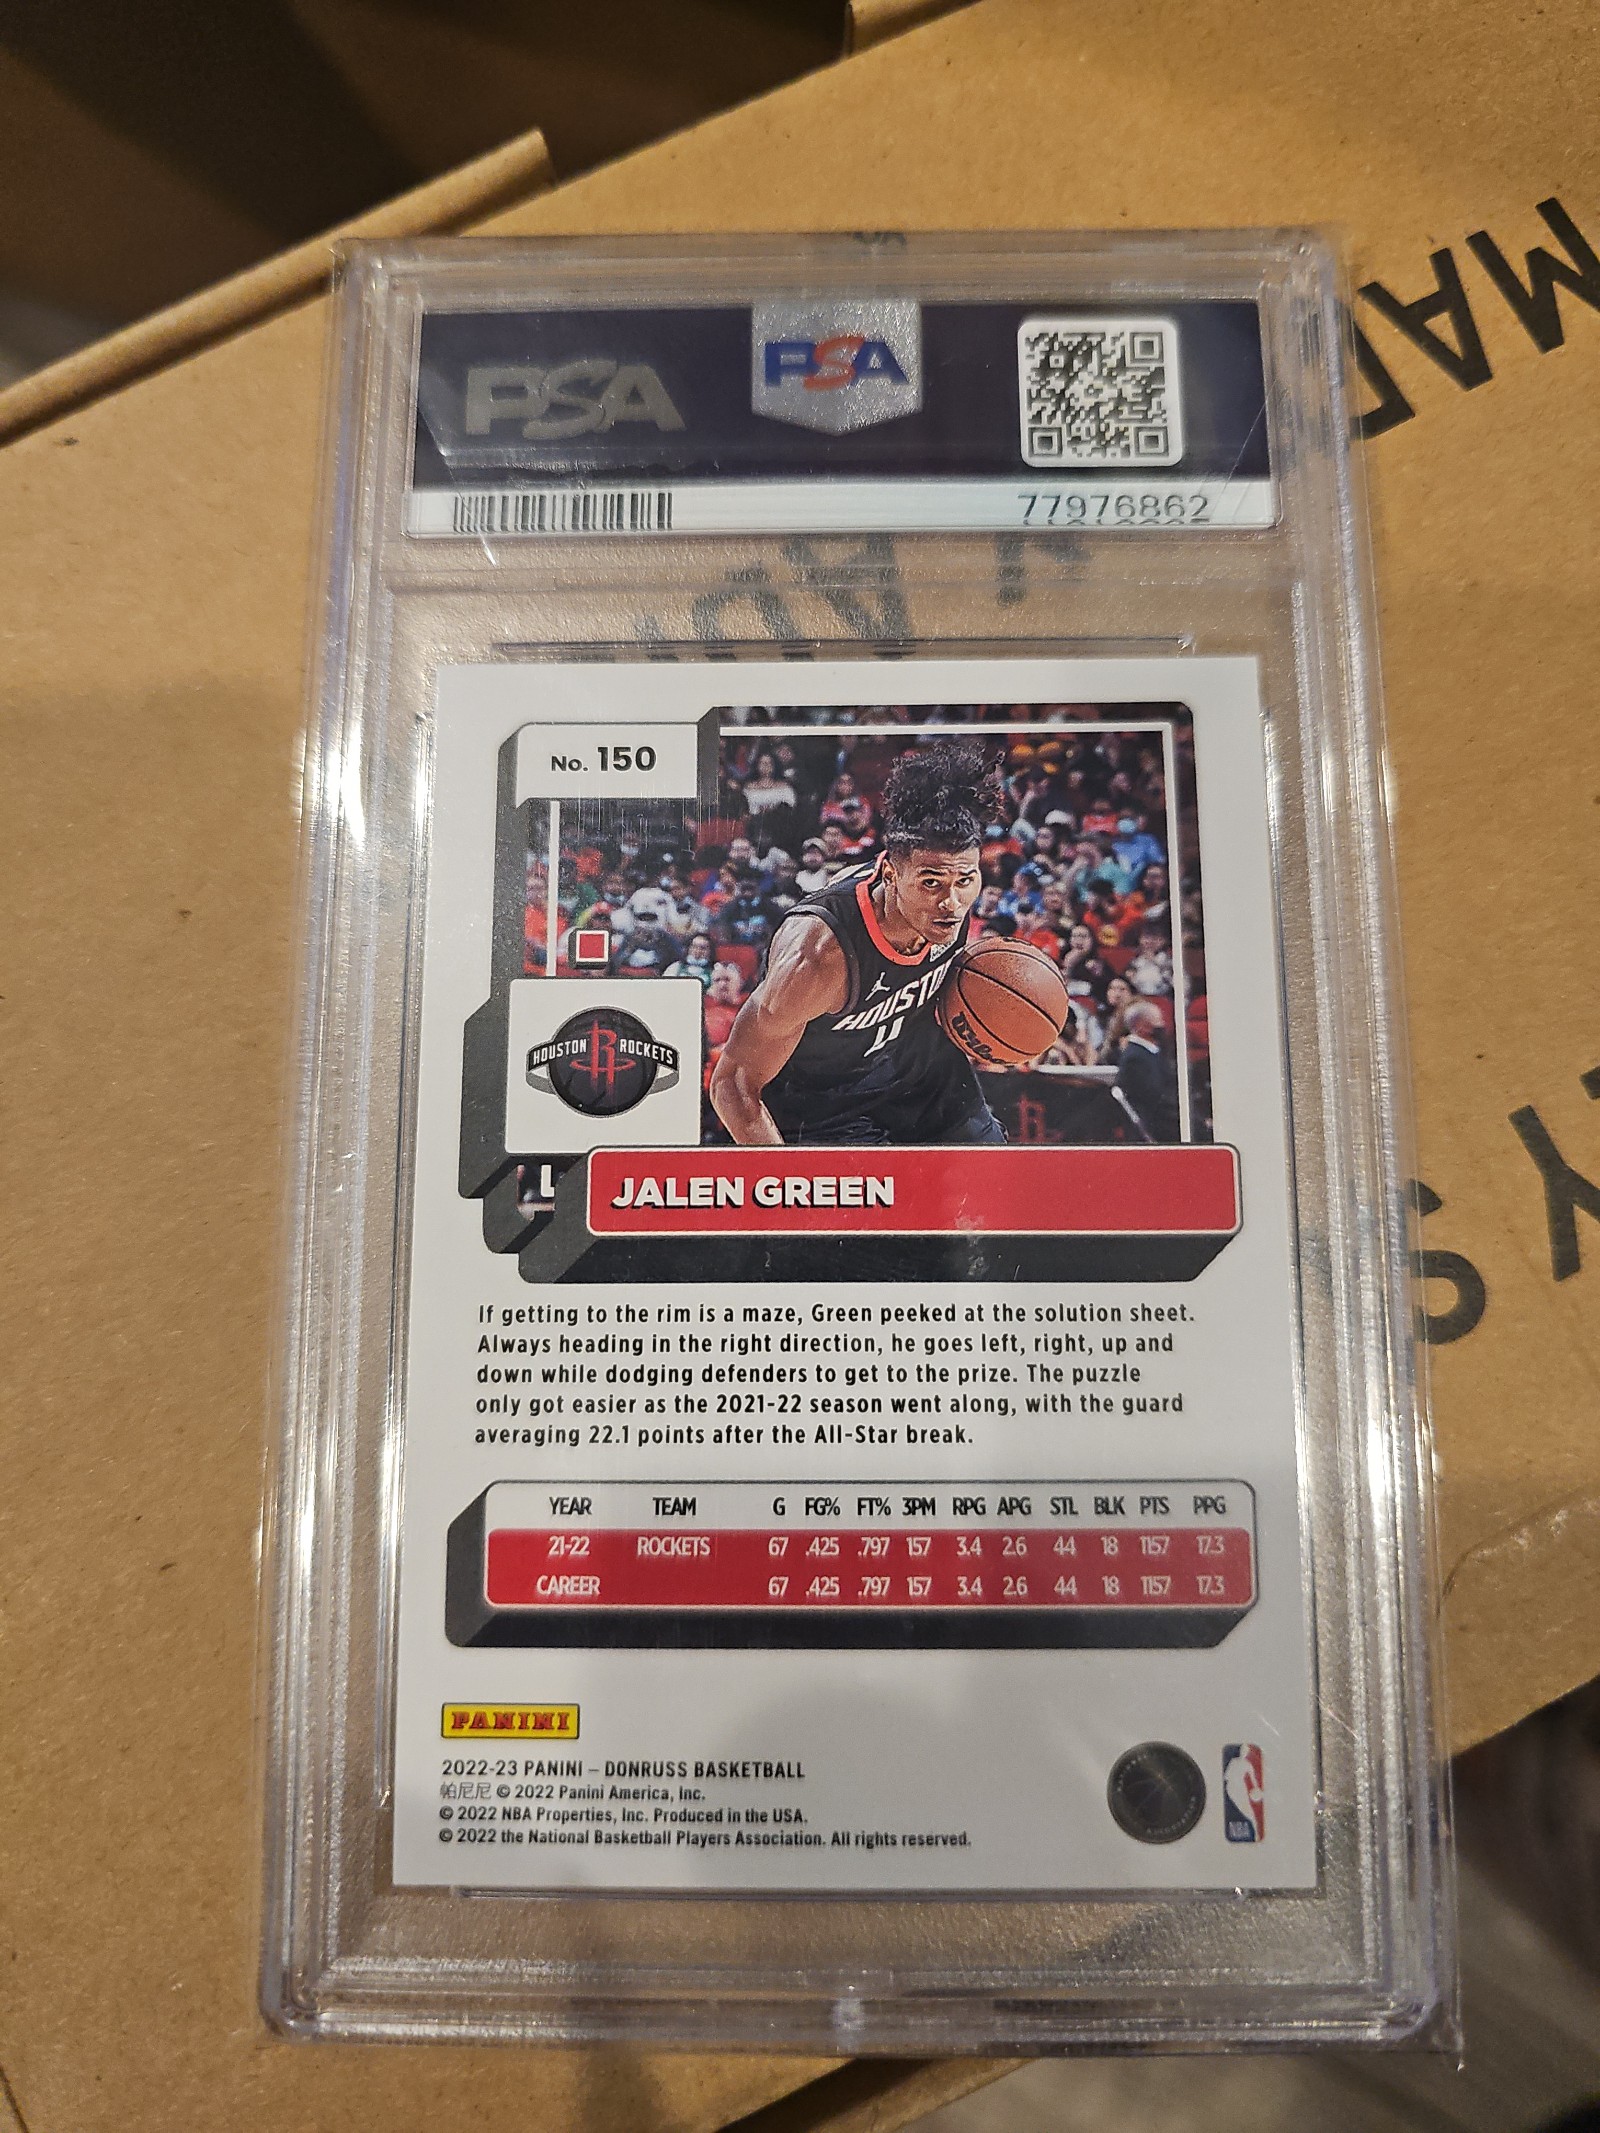 PSA
PSA
77976862
No. 150
HOUSTON
HOUSTON R ROCKETS
JALEN GREEN
If getting to the rim is a maze, Green peeked at the solution sheet.
Always heading in the right direction, he goes left, right, up and
down while dodging defenders to get to the prize. The puzzle
only got easier as the 2021-22 season went along, with the guard
averaging 22.1 points after the All-Star break.
YEAR TEAM G FG% FT% 3PM RPG APG STL BLK PTS PPG
21-22 ROCKETS 67 .425 .797 157 3.4 2.6 44 18 1157 17.3
CAREER 67 .425 .797 157 3.4 2.6 44 18 1157 17.3
PANINI
2022-23 PANINI – DONRUSS BASKETBALL
帕尼尼 © 2022 Panini America, Inc.
© 2022 NBA Properties, Inc. Produced in the USA.
© 2022 the National Basketball Players Association. All rights reserved.
NBA